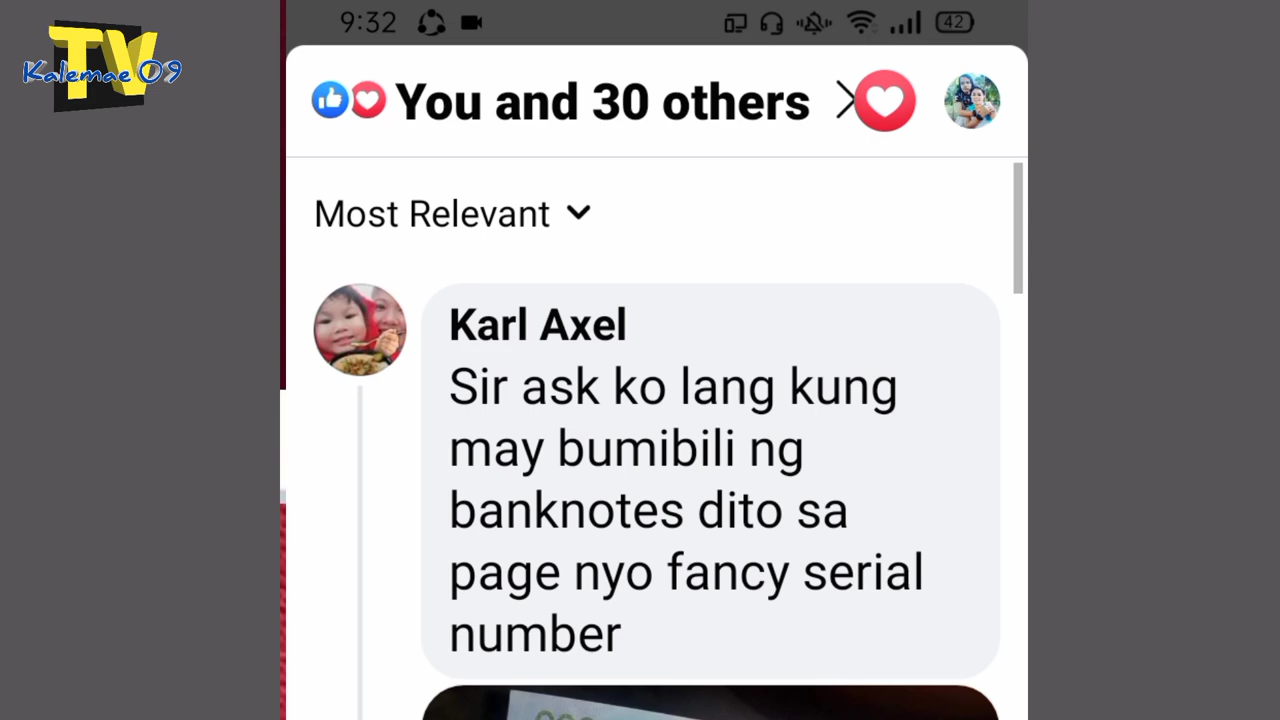 TV
Kalemae 09
9:32
42
You and 30 others
Most Relevant
Karl Axel
Sir ask ko lang kung
may bumibili ng
banknotes dito sa
page nyo fancy serial
number